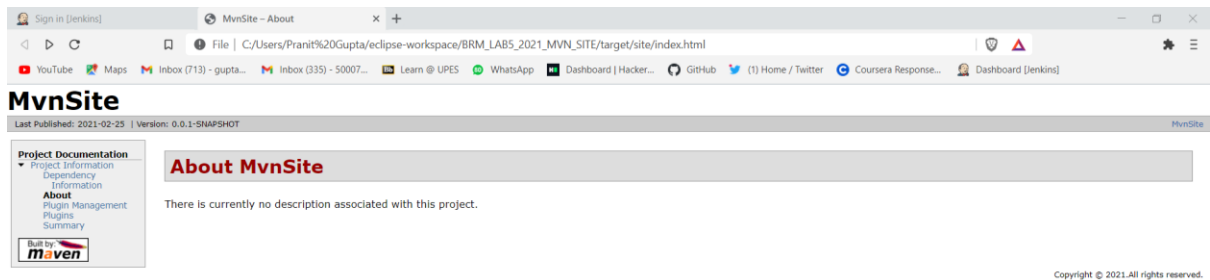 Sign in [Jenkins] MvnSite – About
File | C:/Users/Pranit%20Gupta/eclipse-workspace/BRM_LAB5_2021_MVN_SITE/target/site/index.html
YouTube Maps Inbox (713) - gupta... Inbox (335) - 50007... Learn @ UPES WhatsApp Dashboard | Hacker... GitHub (1) Home / Twitter Coursera Response... Dashboard [Jenkins]
MvnSite
Last Published: 2021-02-25 | Version: 0.0.1-SNAPSHOT MvnSite
Project Documentation
Project Information
Dependency
Information
About
Plugin Management
Plugins
Summary
Built by:
maven
About MvnSite
There is currently no description associated with this project.
Copyright © 2021.All rights reserved.